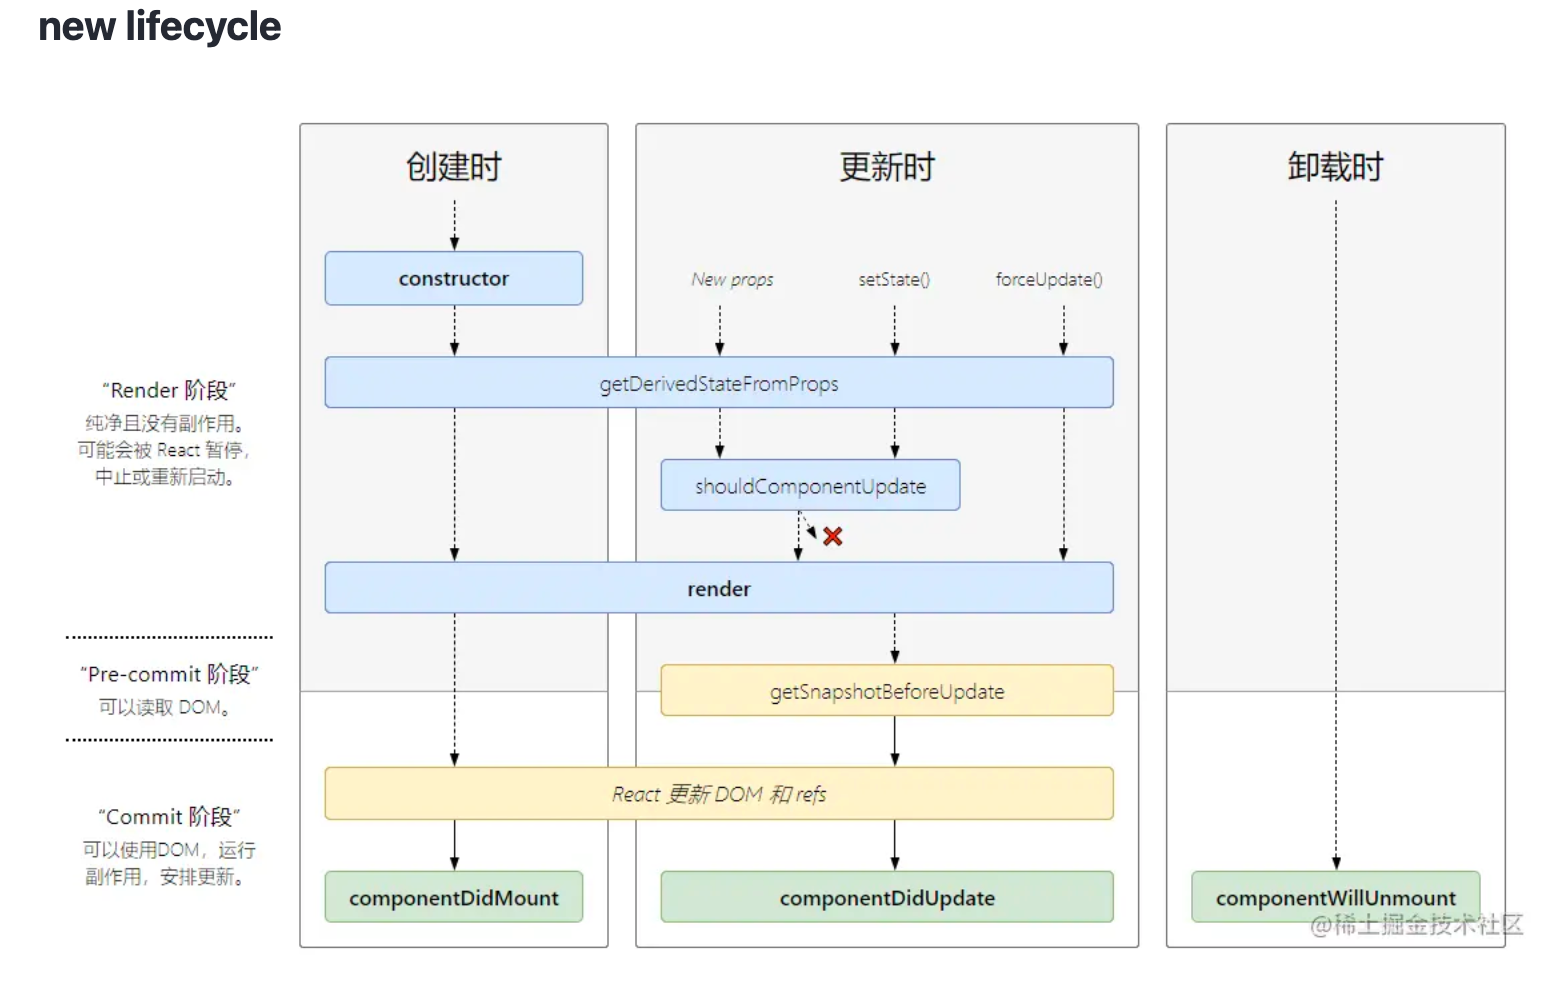 new lifecycle
创建时
更新时
卸载时
constructor
New props
setState()
forceUpdate()
getDerivedStateFromProps
“Render 阶段”
纯净且没有副作用。
可能会被 React 暂停，
中止或重新启动。
shouldComponentUpdate
render
“Pre-commit 阶段”
可以读取 DOM。
getSnapshotBeforeUpdate
React 更新 DOM 和 refs
“Commit 阶段”
可以使用DOM，运行
副作用，安排更新。
componentDidMount
componentDidUpdate
componentWillUnmount
@稀土掘金技术社区